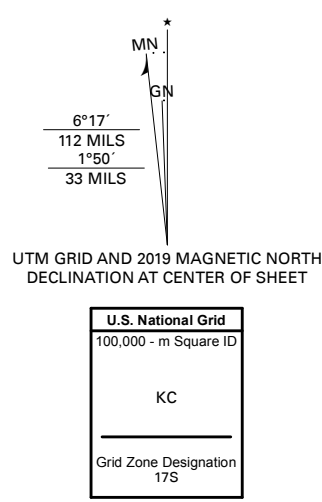 MN
GN
6°17´
112 MILS
1°50´
33 MILS
UTM GRID AND 2019 MAGNETIC NORTH
DECLINATION AT CENTER OF SHEET
U.S. National Grid
100,000 - m Square ID
KC
Grid Zone Designation
17S